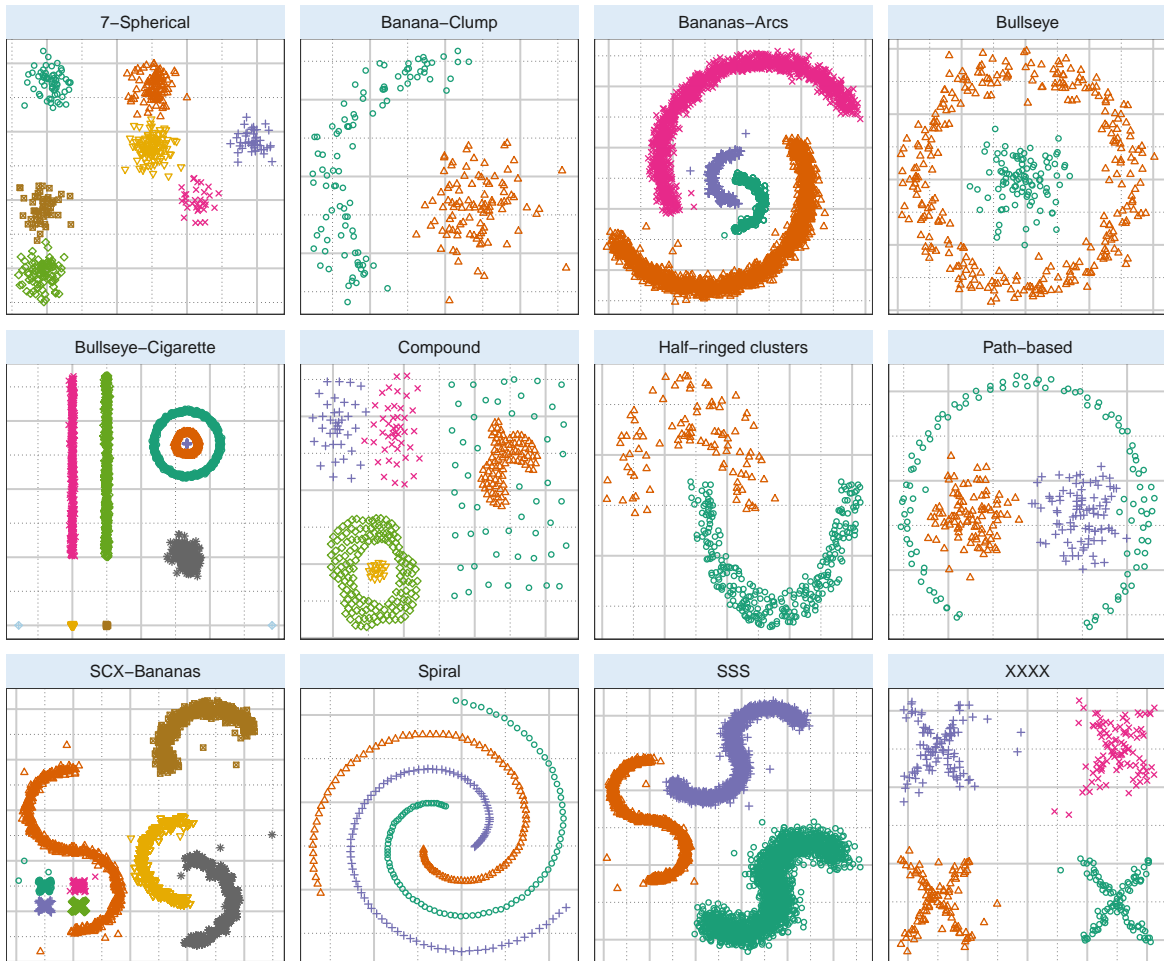 7−Spherical
Banana−Clump
Bananas−Arcs
Bullseye
Bullseye−Cigarette
Compound
Half−ringed clusters
Path−based
SCX−Bananas
Spiral
SSS
XXXX